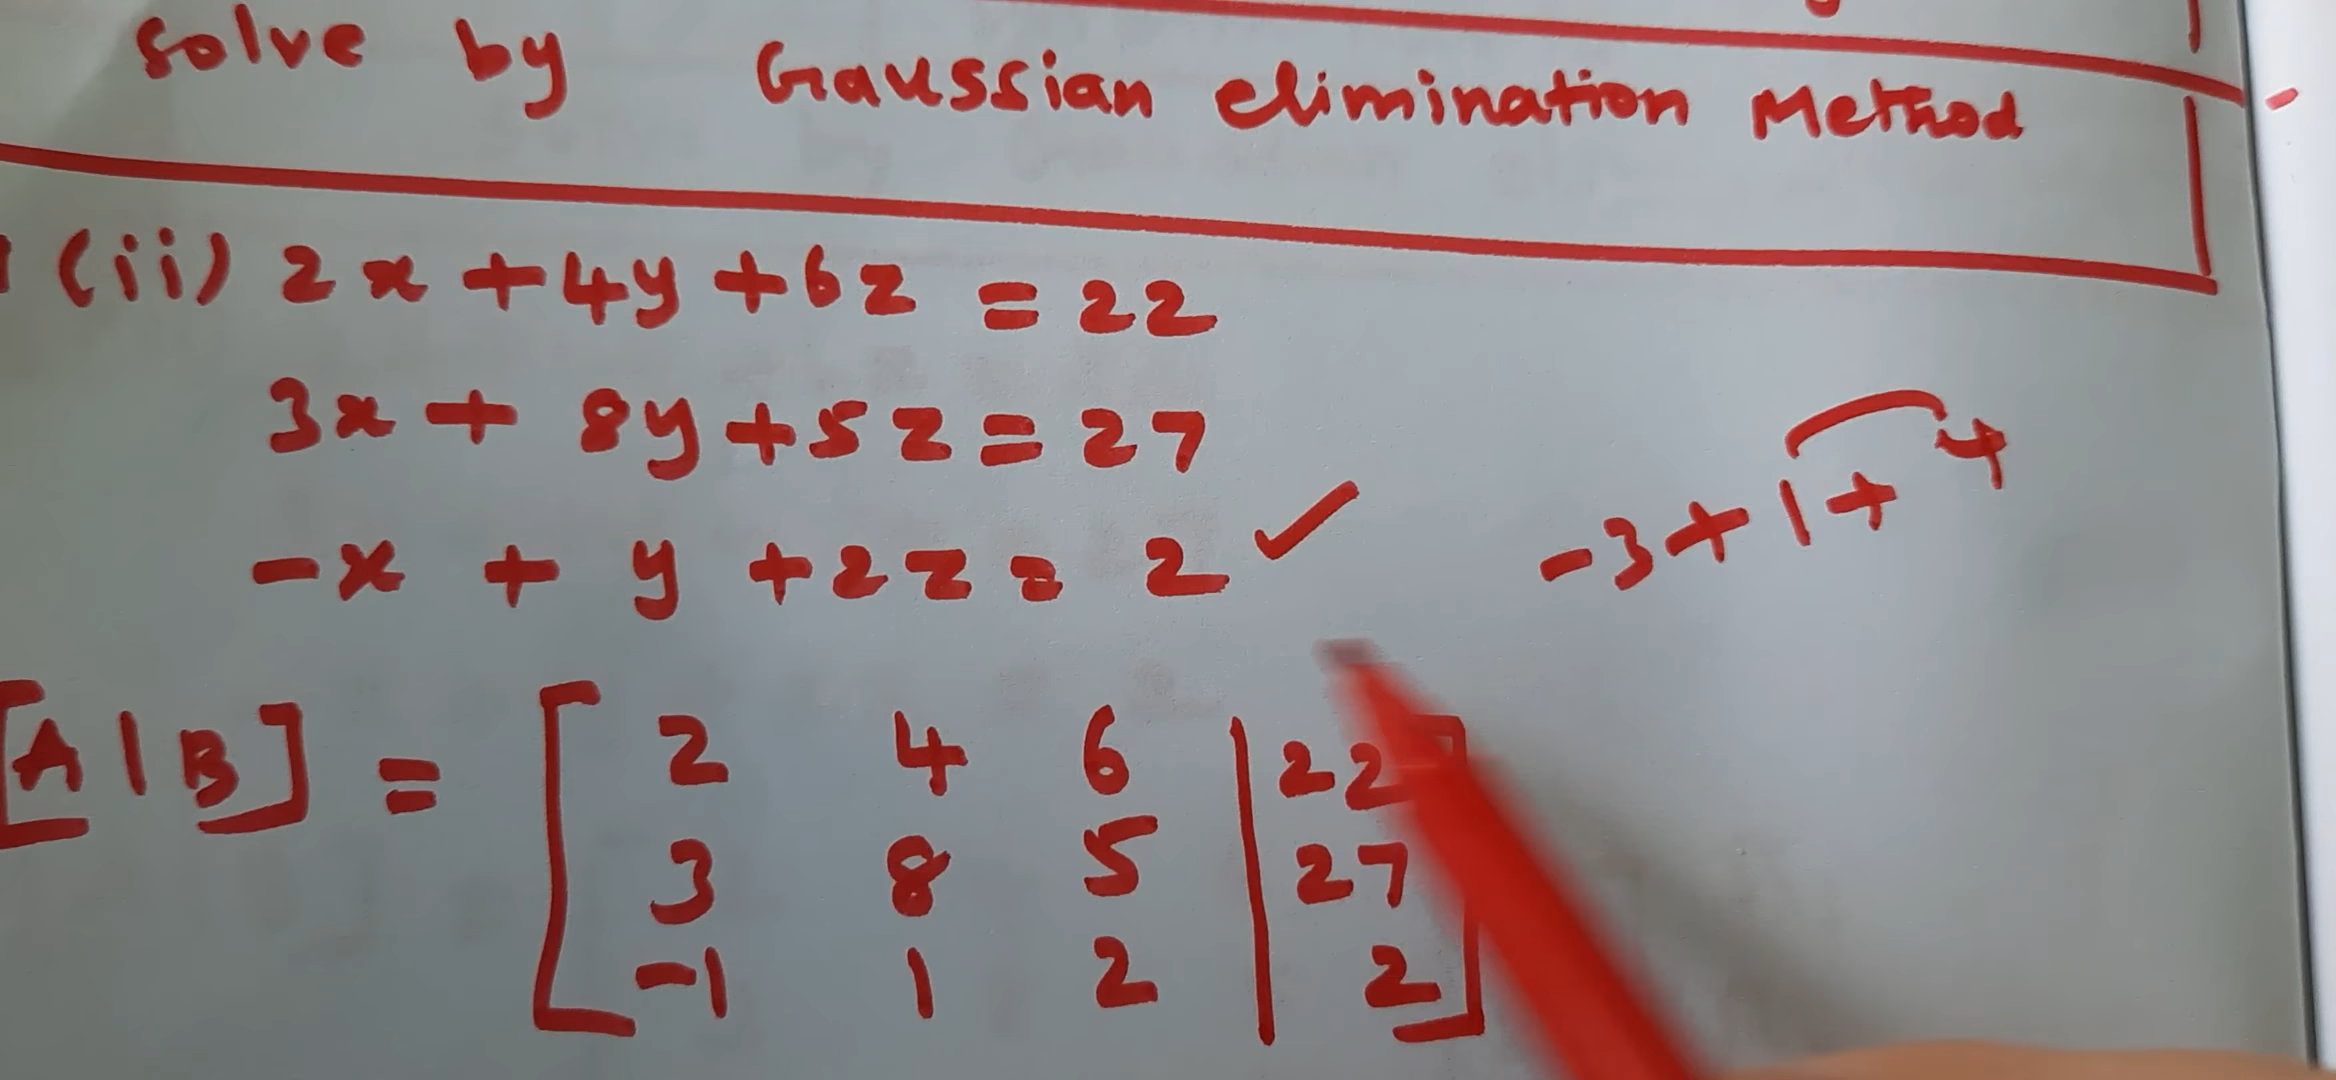 solve by Gaussian elimination Method
(ii) 2x + 4y + 6z = 22
3x + 8y + 5z = 27
-x + y + 2z = 2 ✓
-3 + 1 + 4
[A | B] = [ 2 4 6 | 22 ]
3 8 5 | 27
-1 1 2 | 2